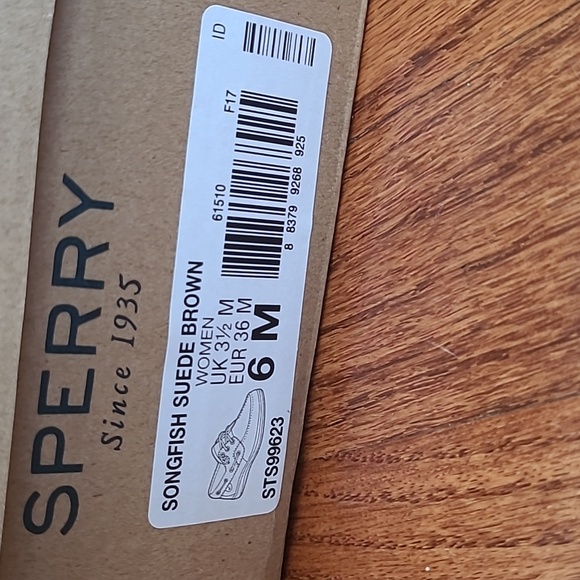 SPERRY
Since 1935
SONGFISH SUEDE BROWN
WOMEN
UK 3½ M
EUR 36 M
6 M
STS99623
61510
F17
8 8379 9268 925
ID